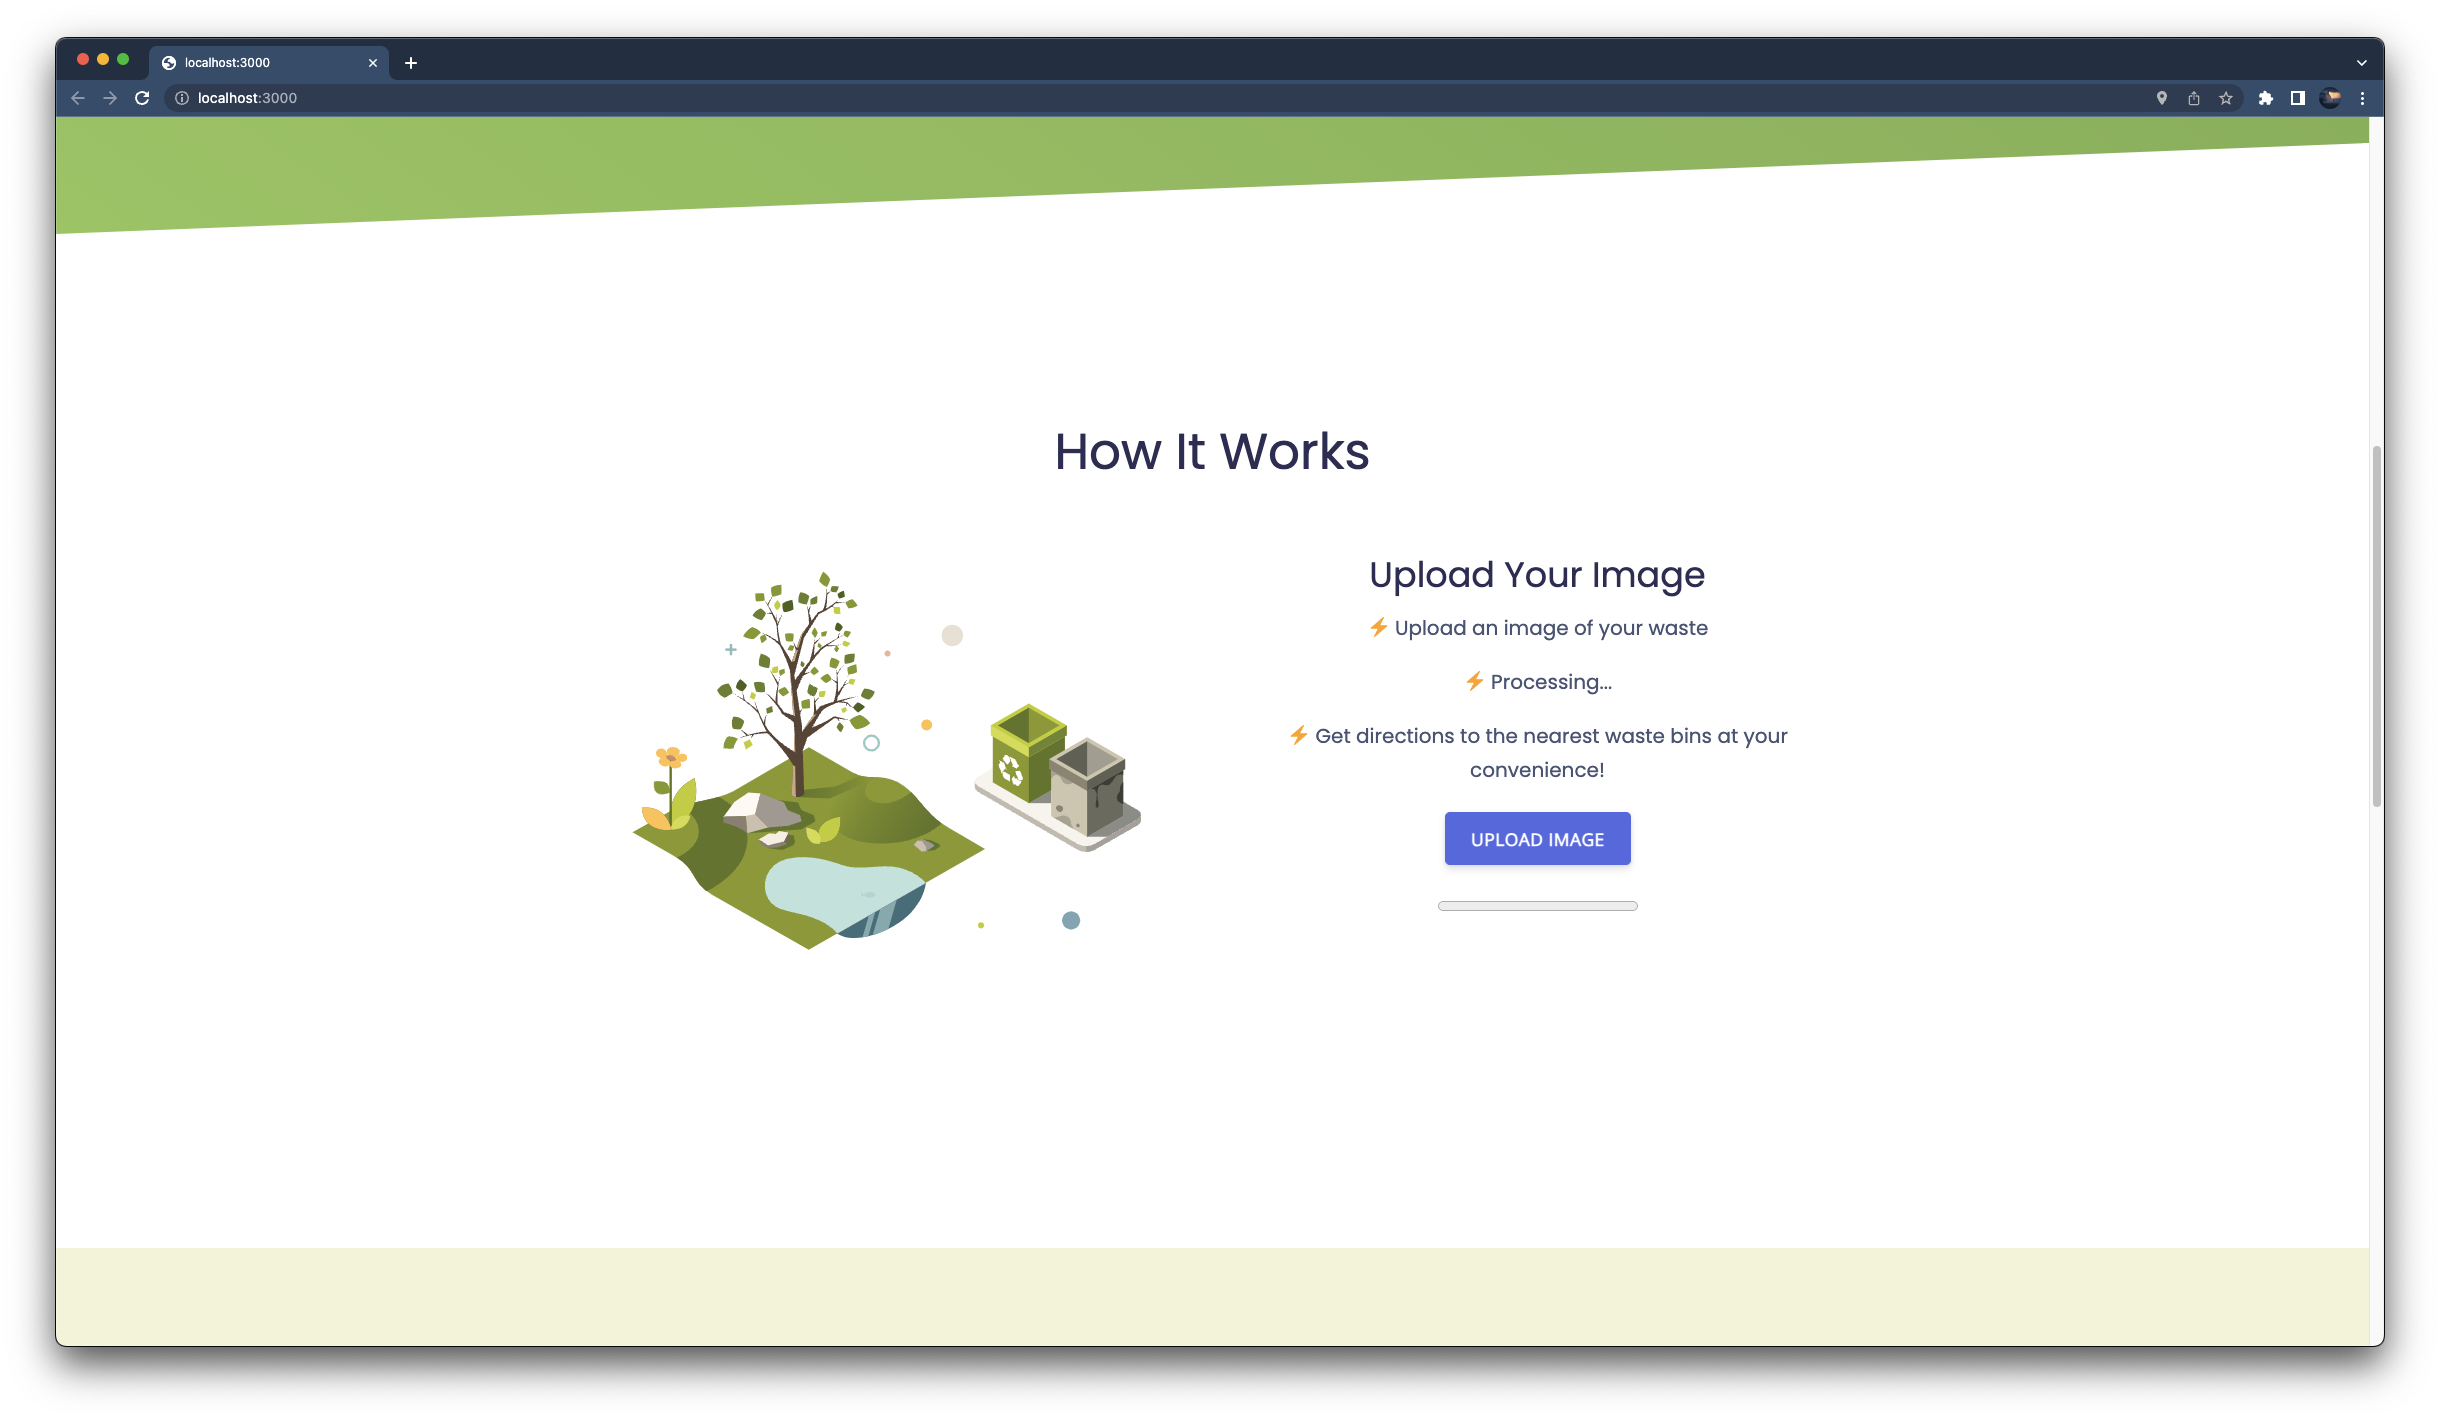 localhost:3000
localhost:3000
How It Works
Upload Your Image
⚡ Upload an image of your waste
⚡ Processing...
⚡ Get directions to the nearest waste bins at your
convenience!
UPLOAD IMAGE